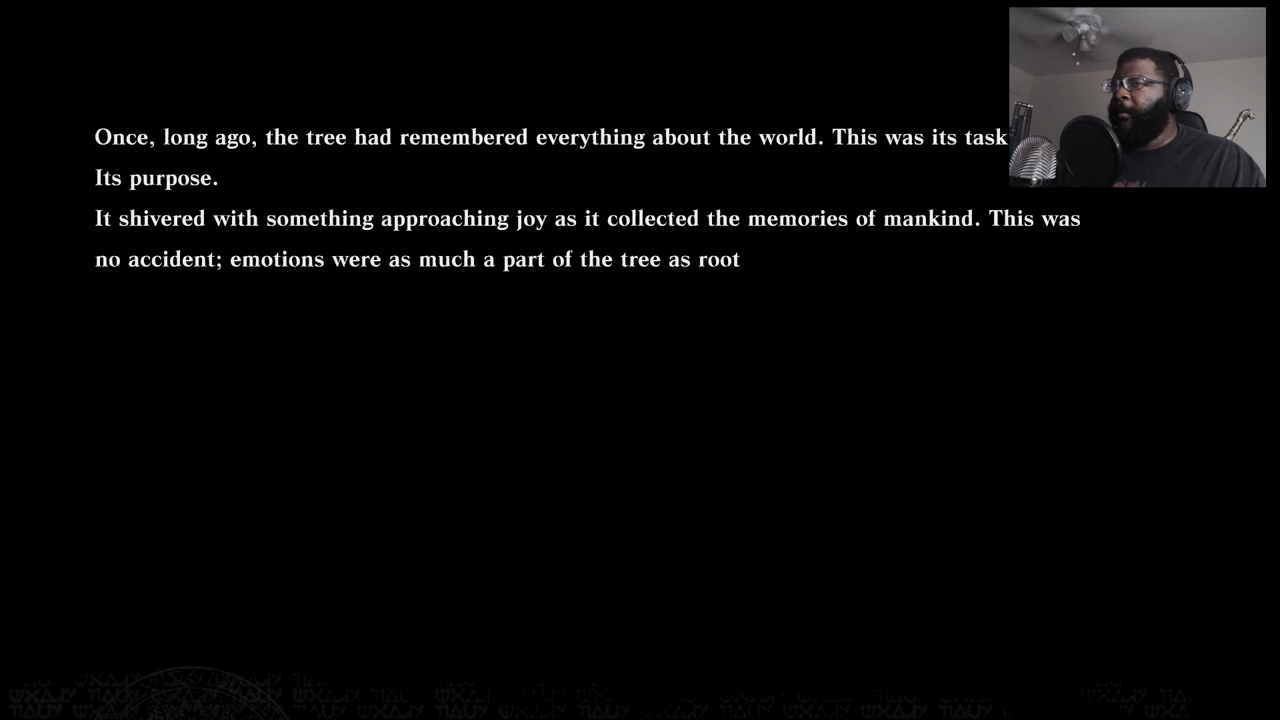 Once, long ago, the tree had remembered everything about the world. This was its task
Its purpose.
It shivered with something approaching joy as it collected the memories of mankind. This was
no accident; emotions were as much a part of the tree as root